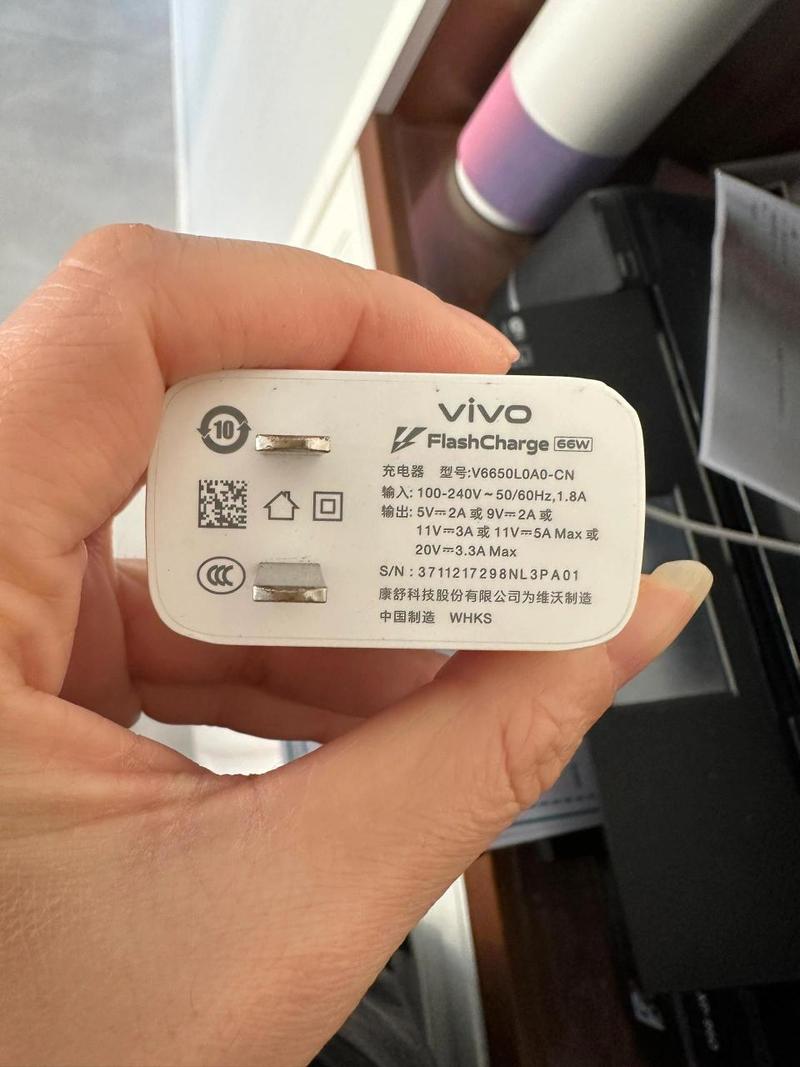 vivo
FlashCharge 66W
充电器 型号:V6650L0A0-CN
输入: 100-240V~50/60Hz,1.8A
输出: 5V⎓2A 或 9V⎓2A 或
11V⎓3A 或 11V⎓5A Max 或
20V⎓3.3A Max
S/N : 3711217298NL3PA01
康舒科技股份有限公司为维沃制造
中国制造 WHKS
10
CCC